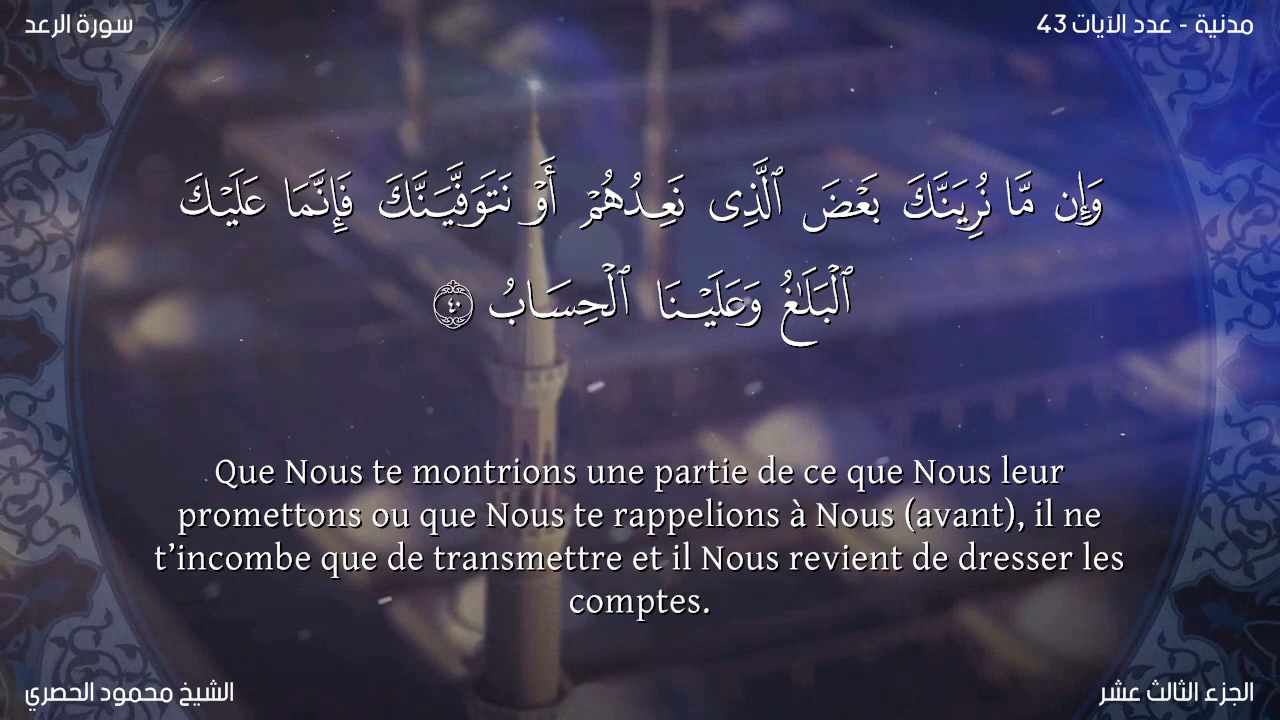 سورة الرعد
مدنية - عدد الآيات 43
وَإِن مَّا نُرِيَنَّكَ بَعْضَ ٱلَّذِى نَعِدُهُمْ أَوْ نَتَوَفَّيَنَّكَ فَإِنَّمَا عَلَيْكَ
ٱلْبَلَٰغُ وَعَلَيْنَا ٱلْحِسَابُ ٤٠
Que Nous te montrions une partie de ce que Nous leur
promettons ou que Nous te rappelions à Nous (avant), il ne
t’incombe que de transmettre et il Nous revient de dresser les
comptes.
الشيخ محمود الحصري
الجزء الثالث عشر